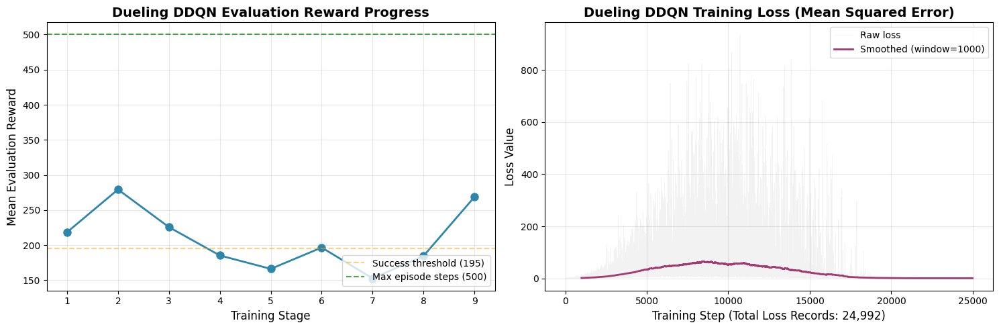 Dueling DDQN Evaluation Reward Progress
Mean Evaluation Reward
500
450
400
350
300
250
200
150
Success threshold (195)
Max episode steps (500)
1 2 3 4 5 6 7 8 9
Training Stage
Dueling DDQN Training Loss (Mean Squared Error)
Loss Value
800
600
400
200
0
Raw loss
Smoothed (window=1000)
0 5000 10000 15000 20000 25000
Training Step (Total Loss Records: 24,992)